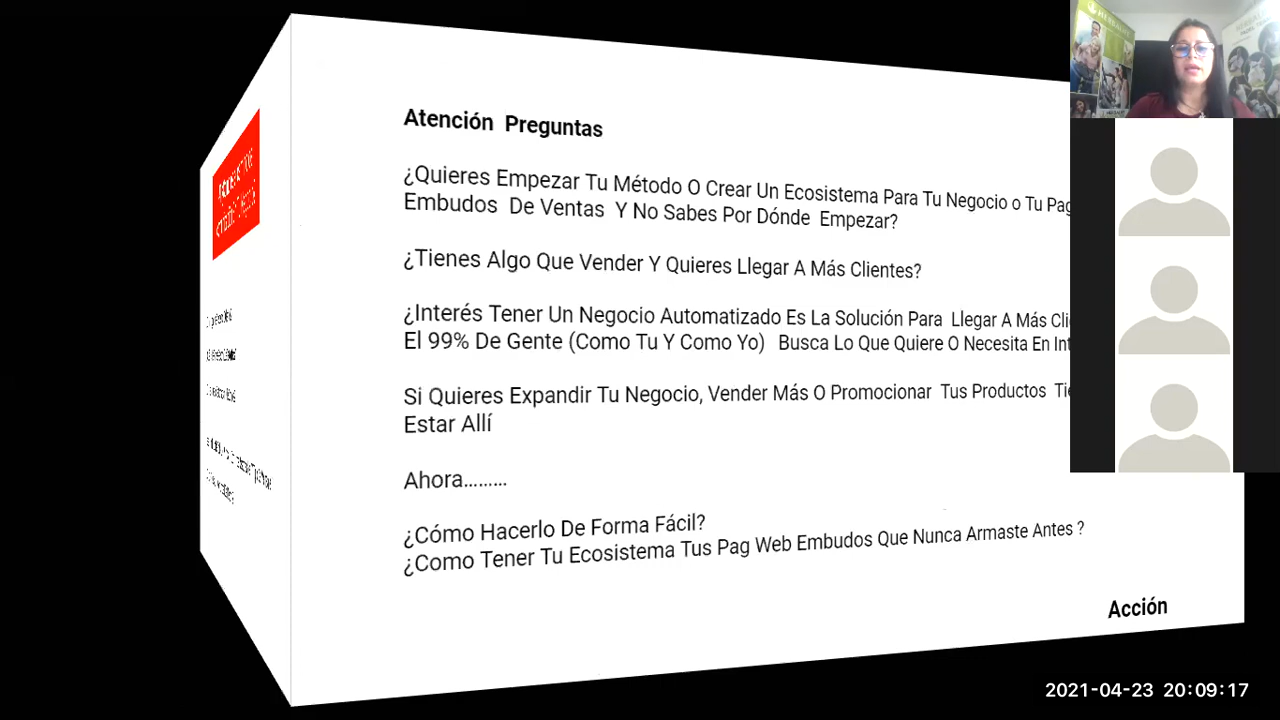 Atención Preguntas
¿Quieres Empezar Tu Método O Crear Un Ecosistema Para Tu Negocio o Tu Pag
Embudos De Ventas Y No Sabes Por Dónde Empezar?
¿Tienes Algo Que Vender Y Quieres Llegar A Más Clientes?
¿Interés Tener Un Negocio Automatizado Es La Solución Para Llegar A Más
El 99% De Gente (Como Tu Y Como Yo) Busca Lo Que Quiere O Necesita En
Si Quieres Expandir Tu Negocio, Vender Más O Promocionar Tus Productos
Estar Allí
Ahora.........
¿Cómo Hacerlo De Forma Fácil?
¿Como Tener Tu Ecosistema Tus Pag Web Embudos Que Nunca Armaste Antes ?
Acción
2021-04-23 20:09:17